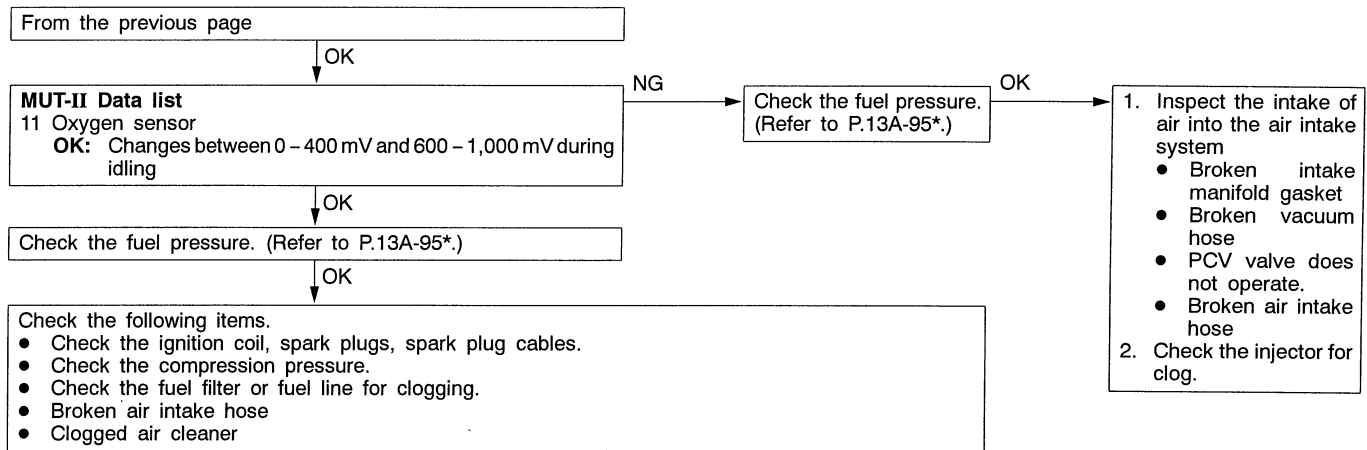 From the previous page
OK
MUT-II Data list
11 Oxygen sensor
OK: Changes between 0 – 400 mV and 600 – 1,000 mV during
idling
NG
Check the fuel pressure.
(Refer to P.13A-95*.)
OK
1. Inspect the intake of
air into the air intake
system
● Broken intake
manifold gasket
● Broken vacuum
hose
● PCV valve does
not operate.
● Broken air intake
hose
2. Check the injector for
clog.
OK
Check the fuel pressure. (Refer to P.13A-95*.)
OK
Check the following items.
● Check the ignition coil, spark plugs, spark plug cables.
● Check the compression pressure.
● Check the fuel filter or fuel line for clogging.
● Broken air intake hose
● Clogged air cleaner